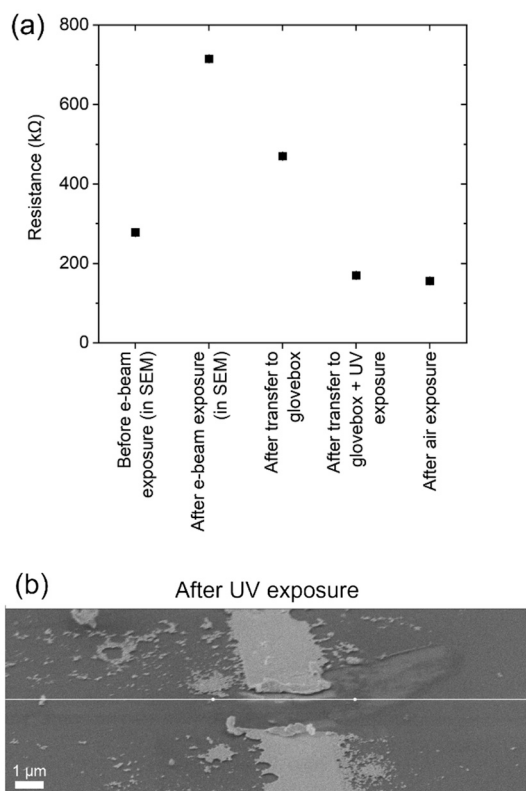 (a)
800
600
400
200
0
Resistance (kΩ)
Before e-beam
exposure (in SEM)
After e-beam exposure
(in SEM)
After transfer to
glovebox
After transfer to
glovebox + UV
exposure
After air exposure
(b)
After UV exposure
1 μm